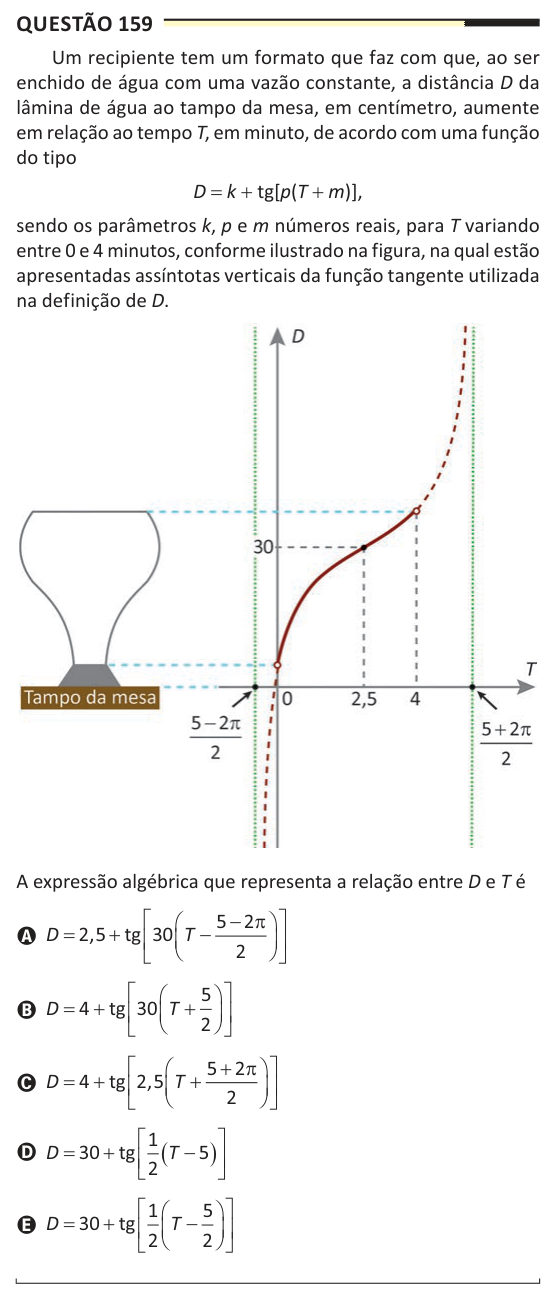 QUESTÃO 159
Um recipiente tem um formato que faz com que, ao ser
enchido de água com uma vazão constante, a distância D da
lâmina de água ao tampo da mesa, em centímetro, aumente
em relação ao tempo T, em minuto, de acordo com uma função
do tipo
D = k + tg[p(T + m)],
sendo os parâmetros k, p e m números reais, para T variando
entre 0 e 4 minutos, conforme ilustrado na figura, na qual estão
apresentadas assíntotas verticais da função tangente utilizada
na definição de D.
D
30
T
Tampo da mesa
0
2,5
4
5 − 2π
2
5 + 2π
2
A expressão algébrica que representa a relação entre D e T é
A D = 2,5 + tg[30(T − (5 − 2π)/2)]
B D = 4 + tg[30(T + 5/2)]
C D = 4 + tg[2,5(T + (5 + 2π)/2)]
D D = 30 + tg[1/2(T − 5)]
E D = 30 + tg[1/2(T − 5/2)]